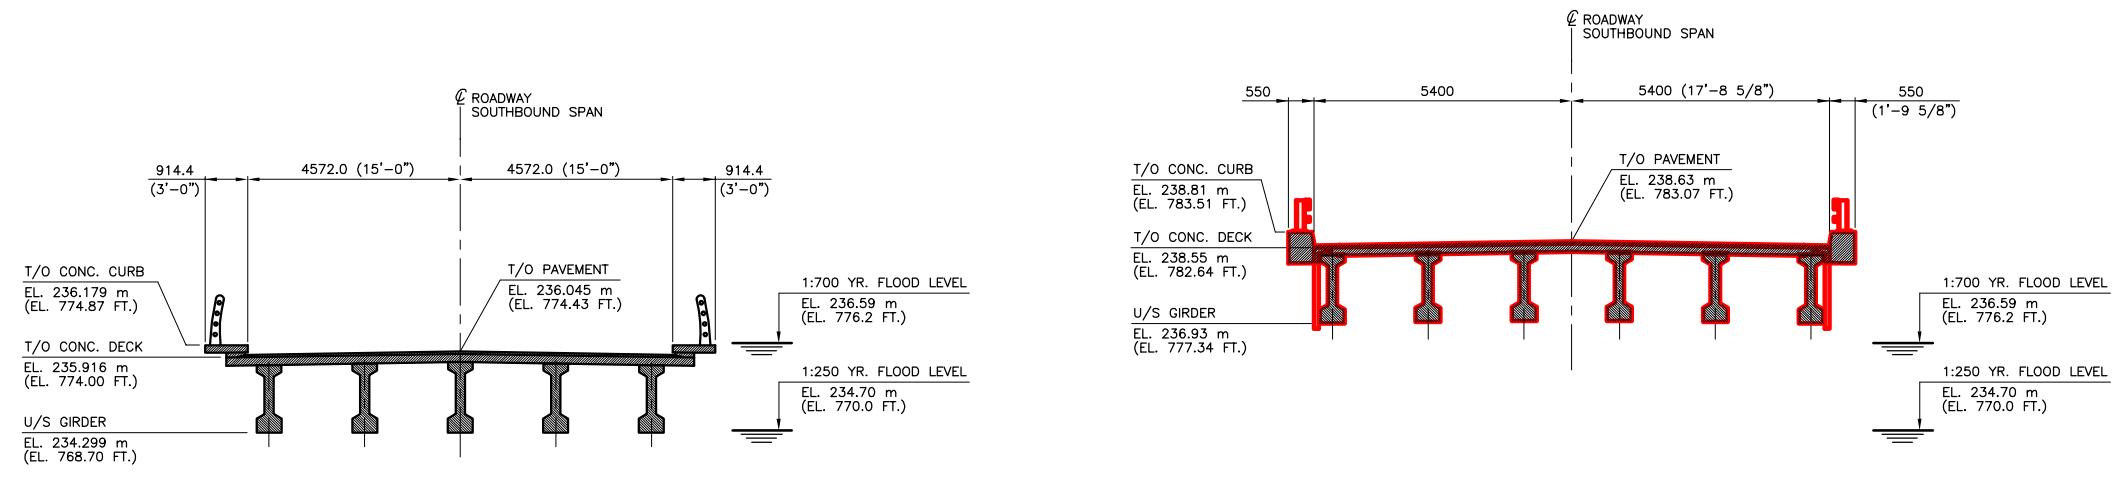 ℄ ROADWAY
SOUTHBOUND SPAN
914.4
(3'-0")
4572.0 (15'-0")
4572.0 (15'-0")
914.4
(3'-0")
T/O CONC. CURB
EL. 236.179 m
(EL. 774.87 FT.)
T/O PAVEMENT
EL. 236.045 m
(EL. 774.43 FT.)
T/O CONC. DECK
EL. 235.916 m
(EL. 774.00 FT.)
U/S GIRDER
EL. 234.299 m
(EL. 768.70 FT.)
1:700 YR. FLOOD LEVEL
EL. 236.59 m
(EL. 776.2 FT.)
1:250 YR. FLOOD LEVEL
EL. 234.70 m
(EL. 770.0 FT.)
℄ ROADWAY
SOUTHBOUND SPAN
550
5400
5400 (17'-8 5/8")
550
(1'-9 5/8")
T/O CONC. CURB
EL. 238.81 m
(EL. 783.51 FT.)
T/O PAVEMENT
EL. 238.63 m
(EL. 783.07 FT.)
T/O CONC. DECK
EL. 238.55 m
(EL. 782.64 FT.)
U/S GIRDER
EL. 236.93 m
(EL. 777.34 FT.)
1:700 YR. FLOOD LEVEL
EL. 236.59 m
(EL. 776.2 FT.)
1:250 YR. FLOOD LEVEL
EL. 234.70 m
(EL. 770.0 FT.)